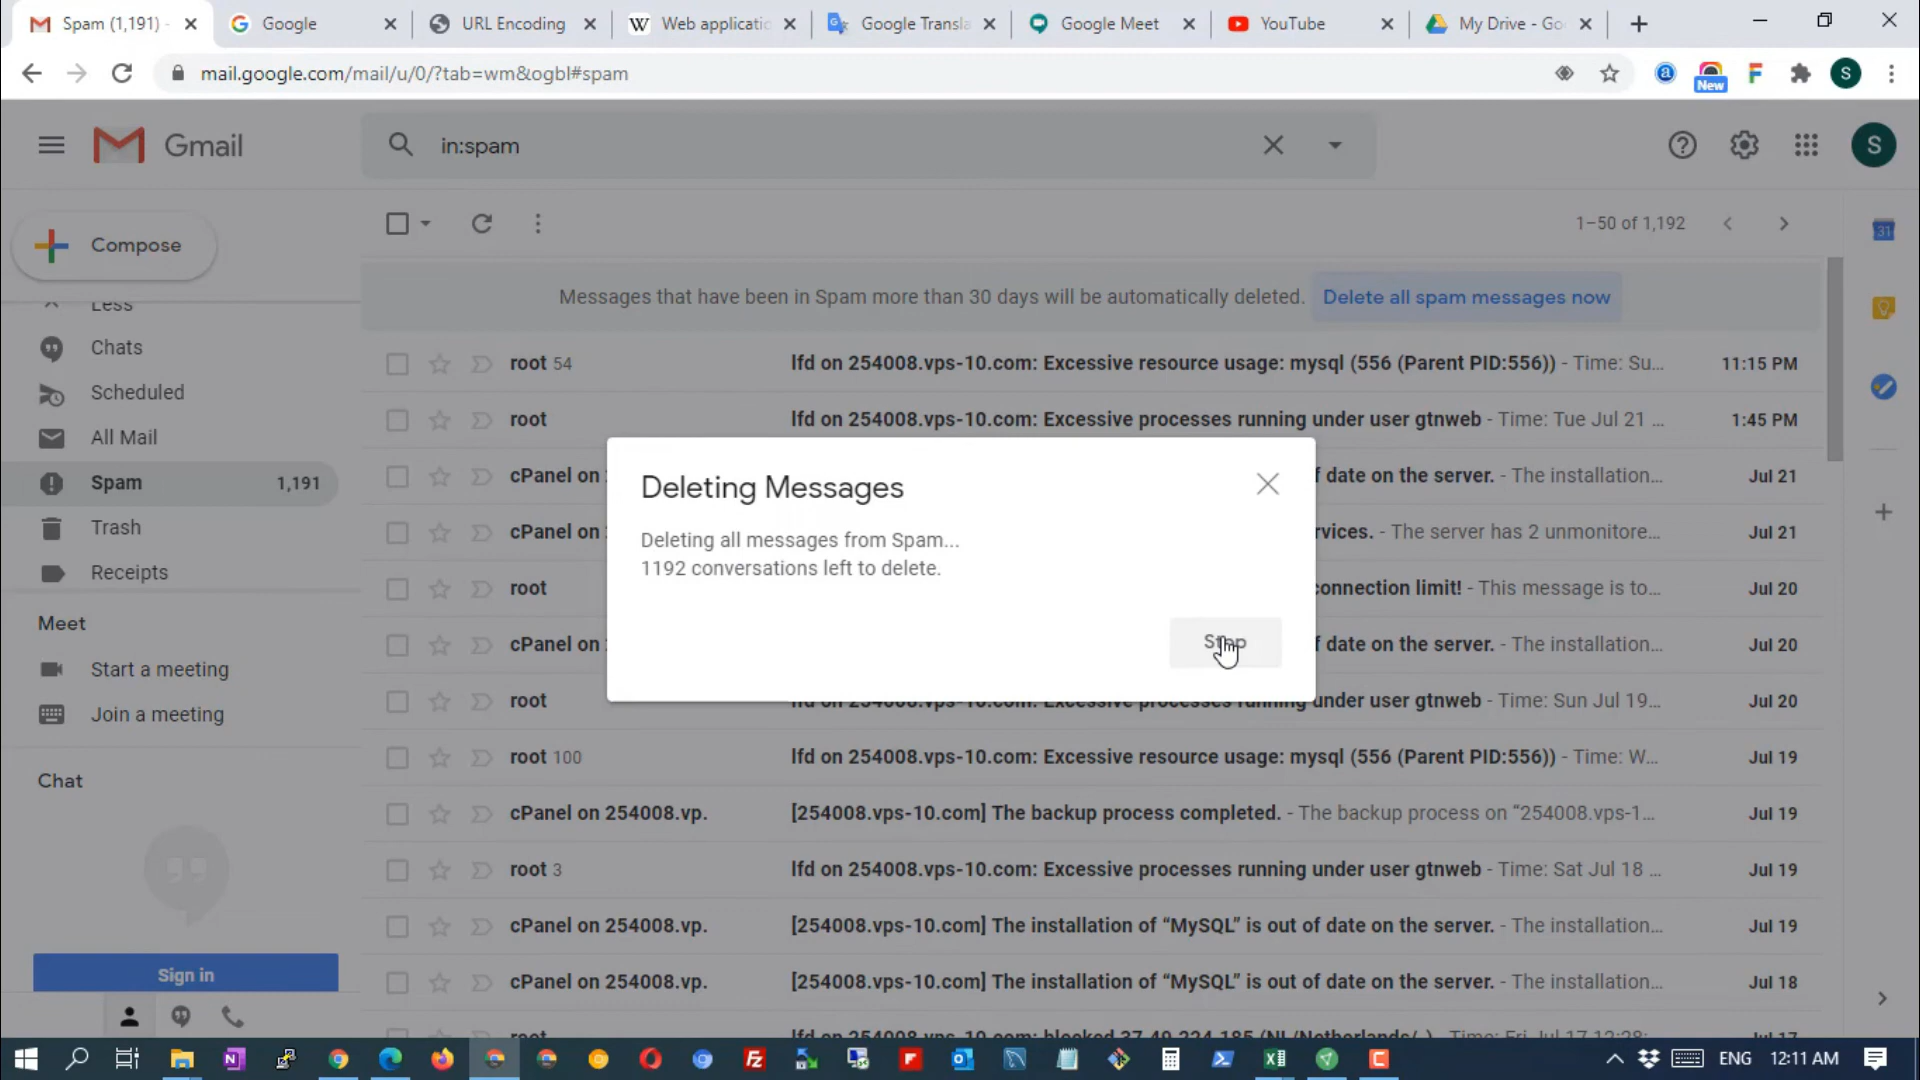 Spam (1,191) -
Google
URL Encoding
Web applicatio
Google Transla
Google Meet
YouTube
My Drive - Go
mail.google.com/mail/u/0/?tab=wm&ogbl#spam
New
S
Gmail
in:spam
S
Compose
1–50 of 1,192
31
Less
Messages that have been in Spam more than 30 days will be automatically deleted. Delete all spam messages now
Chats
root 54 lfd on 254008.vps-10.com: Excessive resource usage: mysql (556 (Parent PID:556)) - Time: Su... 11:15 PM
Scheduled
root lfd on 254008.vps-10.com: Excessive processes running under user gtnweb - Time: Tue Jul 21 ... 1:45 PM
All Mail
cPanel on of date on the server. - The installation... Jul 21
Spam 1,191
Trash
cPanel on rvices. - The server has 2 unmonitore... Jul 21
Receipts
root connection limit! - This message is to... Jul 20
Meet
cPanel on of date on the server. - The installation... Jul 20
Start a meeting
root under user gtnweb - Time: Sun Jul 19... Jul 20
Join a meeting
root 100 lfd on 254008.vps-10.com: Excessive resource usage: mysql (556 (Parent PID:556)) - Time: W... Jul 19
Chat
cPanel on 254008.vp. [254008.vps-10.com] The backup process completed. - The backup process on “254008.vps-1... Jul 19
root 3 lfd on 254008.vps-10.com: Excessive processes running under user gtnweb - Time: Sat Jul 18 ... Jul 19
cPanel on 254008.vp. [254008.vps-10.com] The installation of “MySQL” is out of date on the server. - The installation... Jul 19
Sign in
cPanel on 254008.vp. [254008.vps-10.com] The installation of “MySQL” is out of date on the server. - The installation... Jul 18
Deleting Messages
Deleting all messages from Spam...
1192 conversations left to delete.
Stop
ENG 12:11 AM